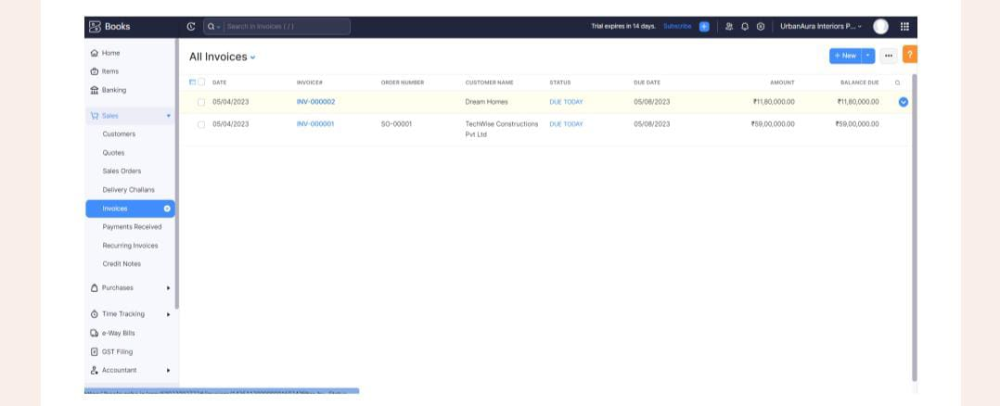 Books
Search in Invoices ( / )
Trial expires in 14 days. Subscribe
UrbanAura Interiors P...
Home
Items
Banking
Sales
Customers
Quotes
Sales Orders
Delivery Challans
Invoices
Payments Received
Recurring Invoices
Credit Notes
Purchases
Time Tracking
e-Way Bills
GST Filing
Accountant
All Invoices
+ New
?
DATE INVOICE# ORDER NUMBER CUSTOMER NAME STATUS DUE DATE AMOUNT BALANCE DUE
05/04/2023 INV-000002 Dream Homes DUE TODAY 05/08/2023 ₹11,80,000.00 ₹11,80,000.00
05/04/2023 INV-000001 SO-00001 TechWise Constructions DUE TODAY 05/08/2023 ₹59,00,000.00 ₹59,00,000.00
Pvt Ltd